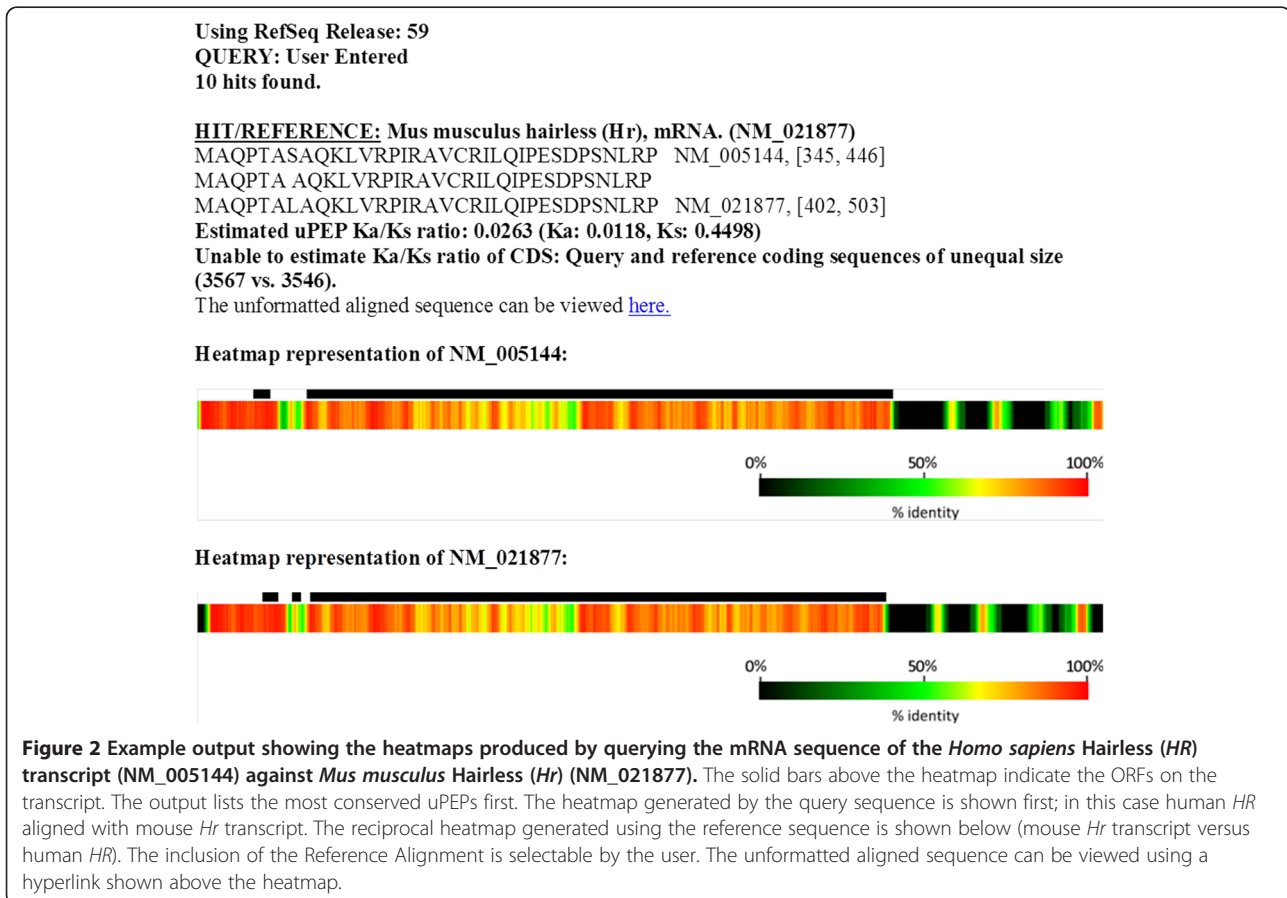 Using RefSeq Release: 59
QUERY: User Entered
10 hits found.
HIT/REFERENCE: Mus musculus hairless (Hr), mRNA. (NM_021877)
MAQPTASAQKLVRPIRAVCRILQIPESDPSNLRP NM_005144, [345, 446]
MAQPTA AQKLVRPIRAVCRILQIPESDPSNLRP
MAQPTALAQKLVRPIRAVCRILQIPESDPSNLRP NM_021877, [402, 503]
Estimated uPEP Ka/Ks ratio: 0.0263 (Ka: 0.0118, Ks: 0.4498)
Unable to estimate Ka/Ks ratio of CDS: Query and reference coding sequences of unequal size
(3567 vs. 3546).
The unformatted aligned sequence can be viewed here.
Heatmap representation of NM_005144:
0% 50% 100%
% identity
Heatmap representation of NM_021877:
0% 50% 100%
% identity
Figure 2 Example output showing the heatmaps produced by querying the mRNA sequence of the Homo sapiens Hairless (HR)
transcript (NM_005144) against Mus musculus Hairless (Hr) (NM_021877). The solid bars above the heatmap indicate the ORFs on the
transcript. The output lists the most conserved uPEPs first. The heatmap generated by the query sequence is shown first; in this case human HR
aligned with mouse Hr transcript. The reciprocal heatmap generated using the reference sequence is shown below (mouse Hr transcript versus
human HR). The inclusion of the Reference Alignment is selectable by the user. The unformatted aligned sequence can be viewed using a
hyperlink shown above the heatmap.